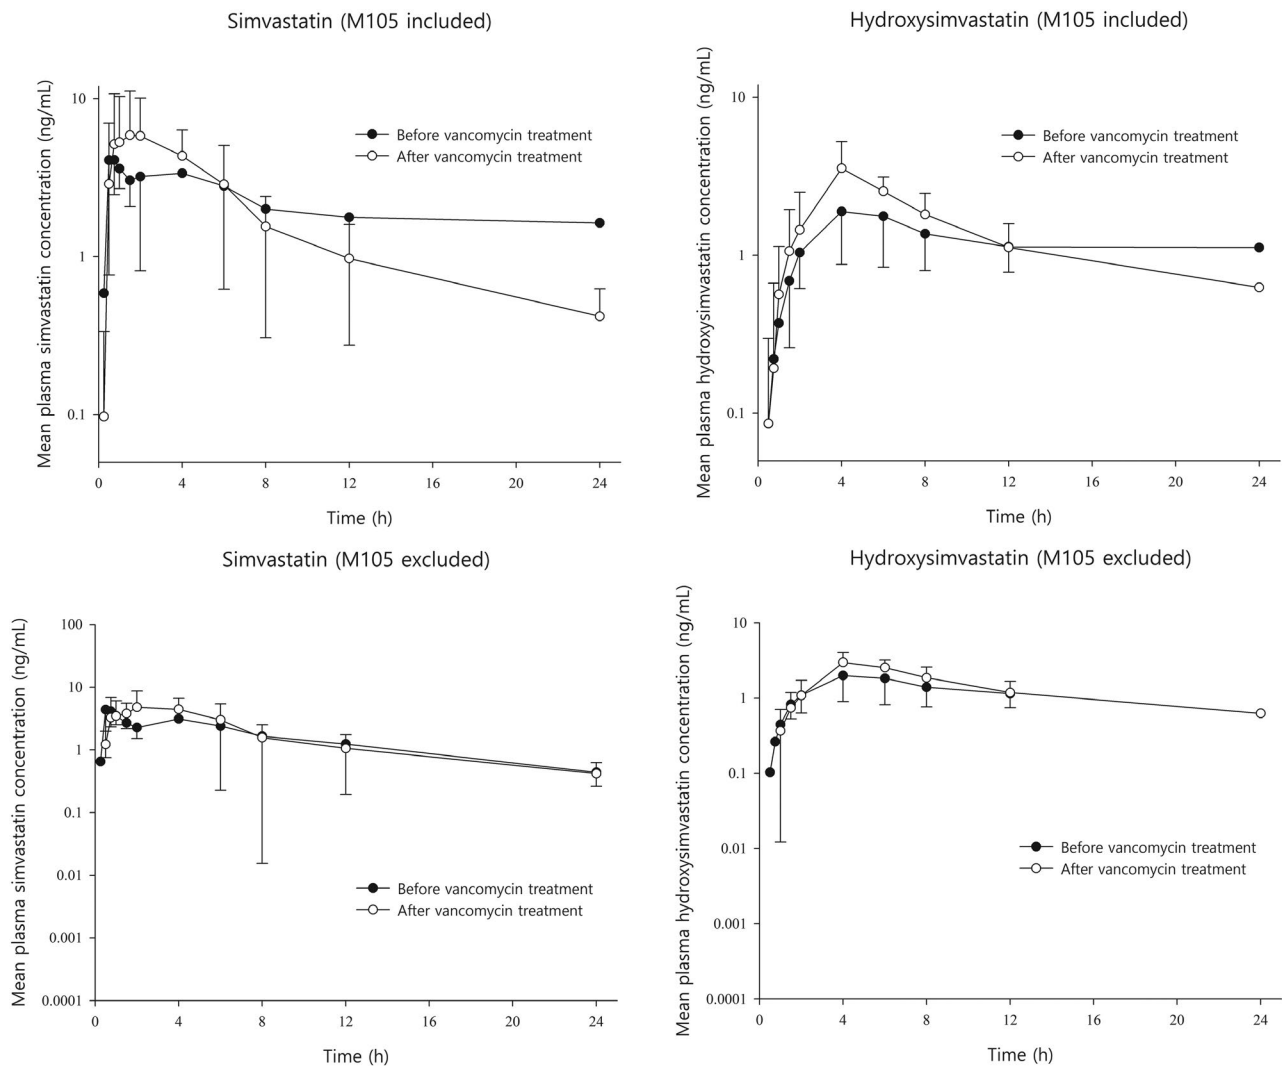 Simvastatin (M105 included)
Mean plasma simvastatin concentration (ng/mL)
10
1
0.1
Before vancomycin treatment
After vancomycin treatment
0 4 8 12 16 20 24
Time (h)
Hydroxysimvastatin (M105 included)
Mean plasma hydroxysimvastatin concentration (ng/mL)
10
1
0.1
Before vancomycin treatment
After vancomycin treatment
0 4 8 12 16 20 24
Time (h)
Simvastatin (M105 excluded)
Mean plasma simvastatin concentration (ng/mL)
100
10
1
0.1
0.01
0.001
0.0001
Before vancomycin treatment
After vancomycin treatment
0 4 8 12 16 20 24
Time (h)
Hydroxysimvastatin (M105 excluded)
Mean plasma hydroxysimvastatin concentration (ng/mL)
10
1
0.1
0.01
0.001
0.0001
Before vancomycin treatment
After vancomycin treatment
0 4 8 12 16 20 24
Time (h)